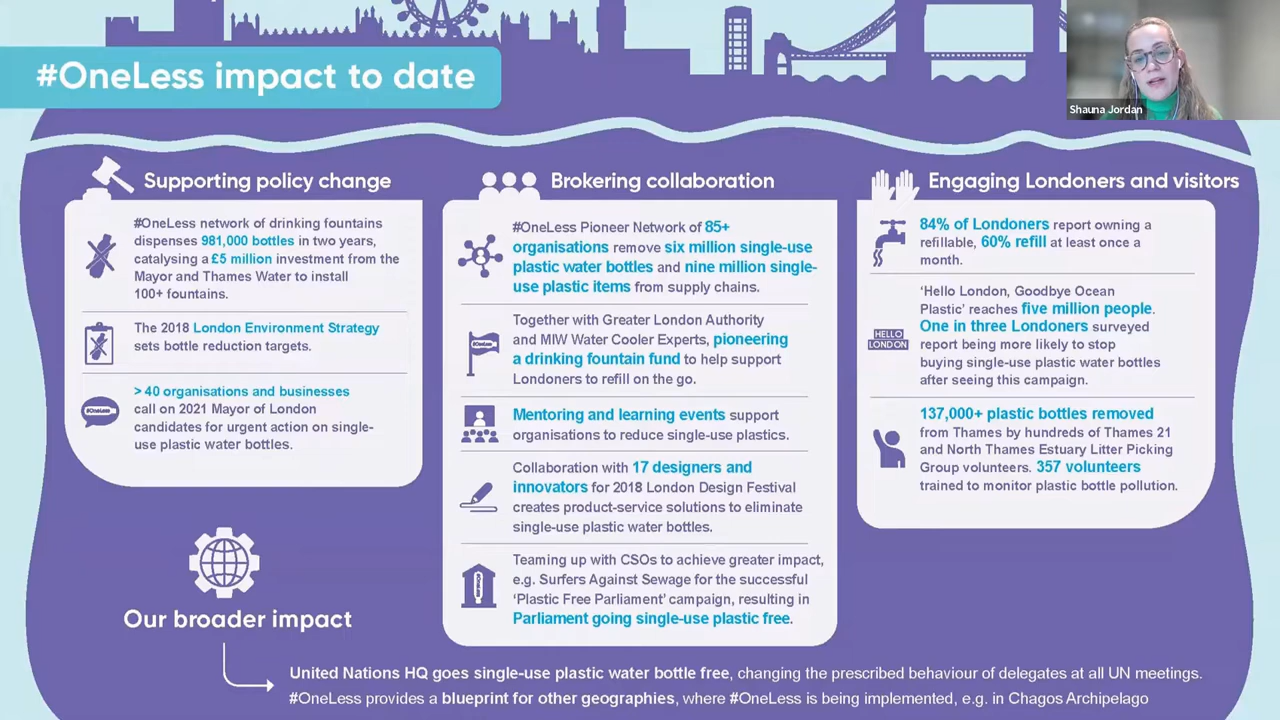 #OneLess impact to date
Shauna Jordan
Supporting policy change
#OneLess network of drinking fountains
dispenses 981,000 bottles in two years,
catalysing a £5 million investment from the
Mayor and Thames Water to install
100+ fountains.
The 2018 London Environment Strategy
sets bottle reduction targets.
> 40 organisations and businesses
call on 2021 Mayor of London
candidates for urgent action on single-
use plastic water bottles.
#OneLess
Brokering collaboration
#OneLess Pioneer Network of 85+
organisations remove six million single-use
plastic water bottles and nine million single-
use plastic items from supply chains.
#OneLess
Together with Greater London Authority
and MIW Water Cooler Experts, pioneering
a drinking fountain fund to help support
Londoners to refill on the go.
Mentoring and learning events support
organisations to reduce single-use plastics.
Collaboration with 17 designers and
innovators for 2018 London Design Festival
creates product-service solutions to eliminate
single-use plastic water bottles.
Teaming up with CSOs to achieve greater impact,
e.g. Surfers Against Sewage for the successful
‘Plastic Free Parliament’ campaign, resulting in
Parliament going single-use plastic free.
Engaging Londoners and visitors
84% of Londoners report owning a
refillable, 60% refill at least once a
month.
HELLO
LONDON
‘Hello London, Goodbye Ocean
Plastic’ reaches five million people.
One in three Londoners surveyed
report being more likely to stop
buying single-use plastic water bottles
after seeing this campaign.
137,000+ plastic bottles removed
from Thames by hundreds of Thames 21
and North Thames Estuary Litter Picking
Group volunteers. 357 volunteers
trained to monitor plastic bottle pollution.
Our broader impact
United Nations HQ goes single-use plastic water bottle free, changing the prescribed behaviour of delegates at all UN meetings.
#OneLess provides a blueprint for other geographies, where #OneLess is being implemented, e.g. in Chagos Archipelago